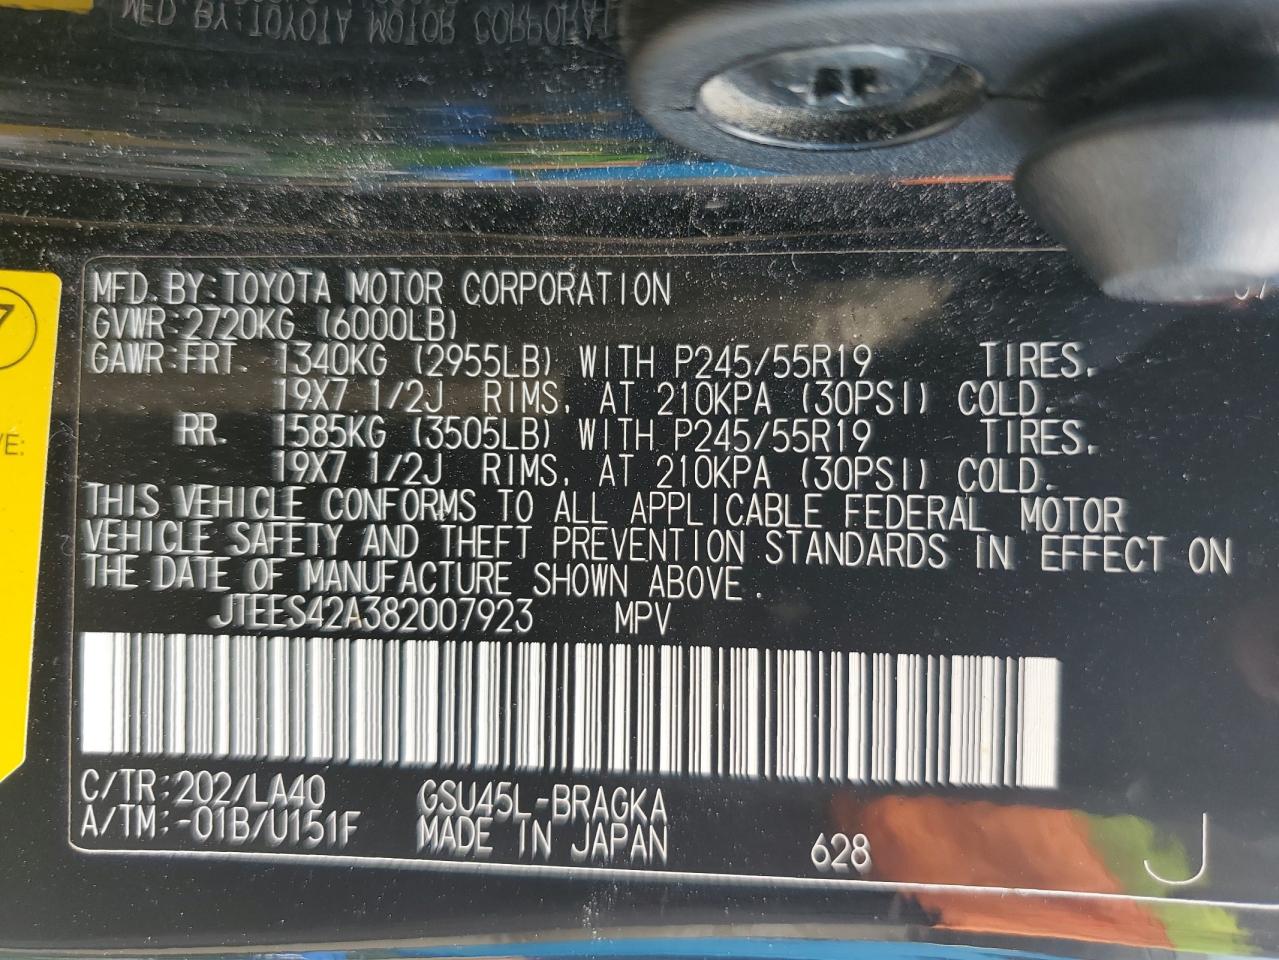 MFD. BY: TOYOTA MOTOR CORPORATION
GVWR: 2720KG (6000LB)
GAWR: FRT. 1340KG (2955LB) WITH P245/55R19 TIRES.
19X7 1/2J RIMS, AT 210KPA (30PSI) COLD.
RR. 1585KG (3505LB) WITH P245/55R19 TIRES.
19X7 1/2J RIMS, AT 210KPA (30PSI) COLD.
THIS VEHICLE CONFORMS TO ALL APPLICABLE FEDERAL MOTOR
VEHICLE SAFETY AND THEFT PREVENTION STANDARDS IN EFFECT ON
THE DATE OF MANUFACTURE SHOWN ABOVE.
JTEES42A382007923 MPV
C/TR: 202/LA40 GSU45L-BRAGKA
A/TM: -01B/U151F MADE IN JAPAN 628 J